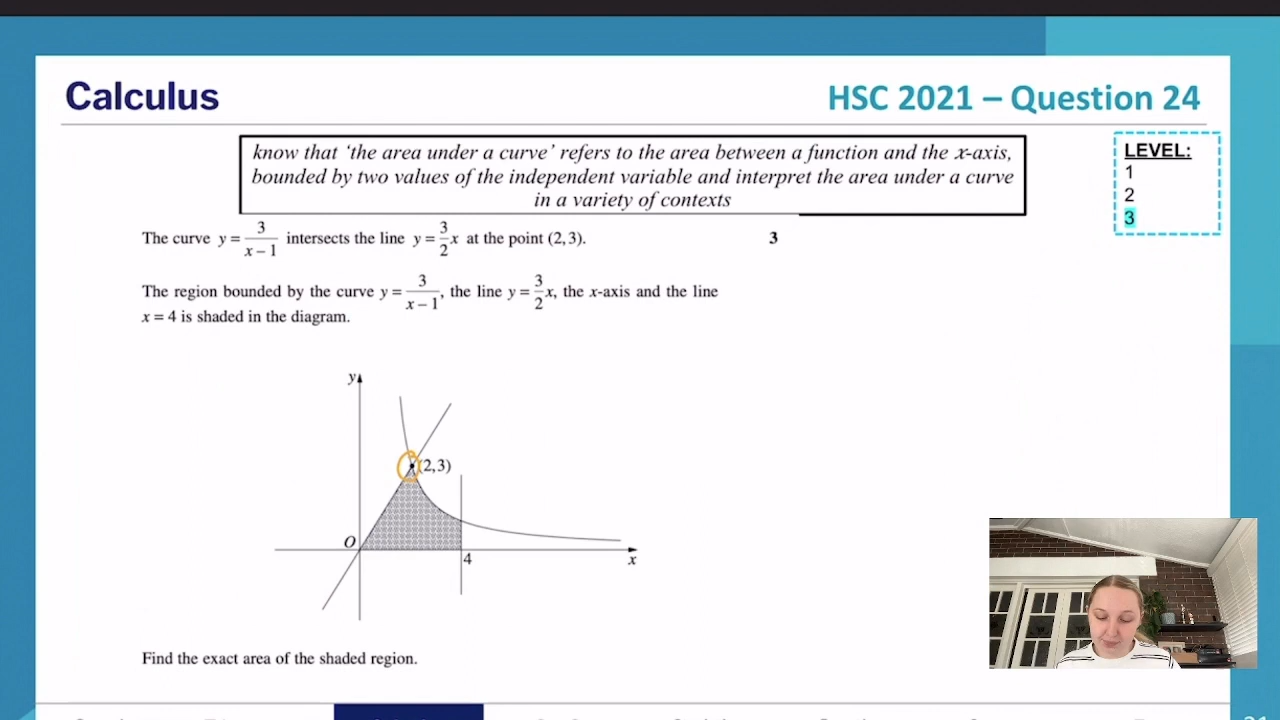 Calculus
HSC 2021 – Question 24
know that ‘the area under a curve’ refers to the area between a function and the x-axis,
bounded by two values of the independent variable and interpret the area under a curve
in a variety of contexts
LEVEL:
1
2
3
The curve y = 3/(x − 1) intersects the line y = 3/2 x at the point (2, 3).
3
The region bounded by the curve y = 3/(x − 1), the line y = 3/2 x, the x-axis and the line
x = 4 is shaded in the diagram.
y
(2, 3)
O
4
x
Find the exact area of the shaded region.